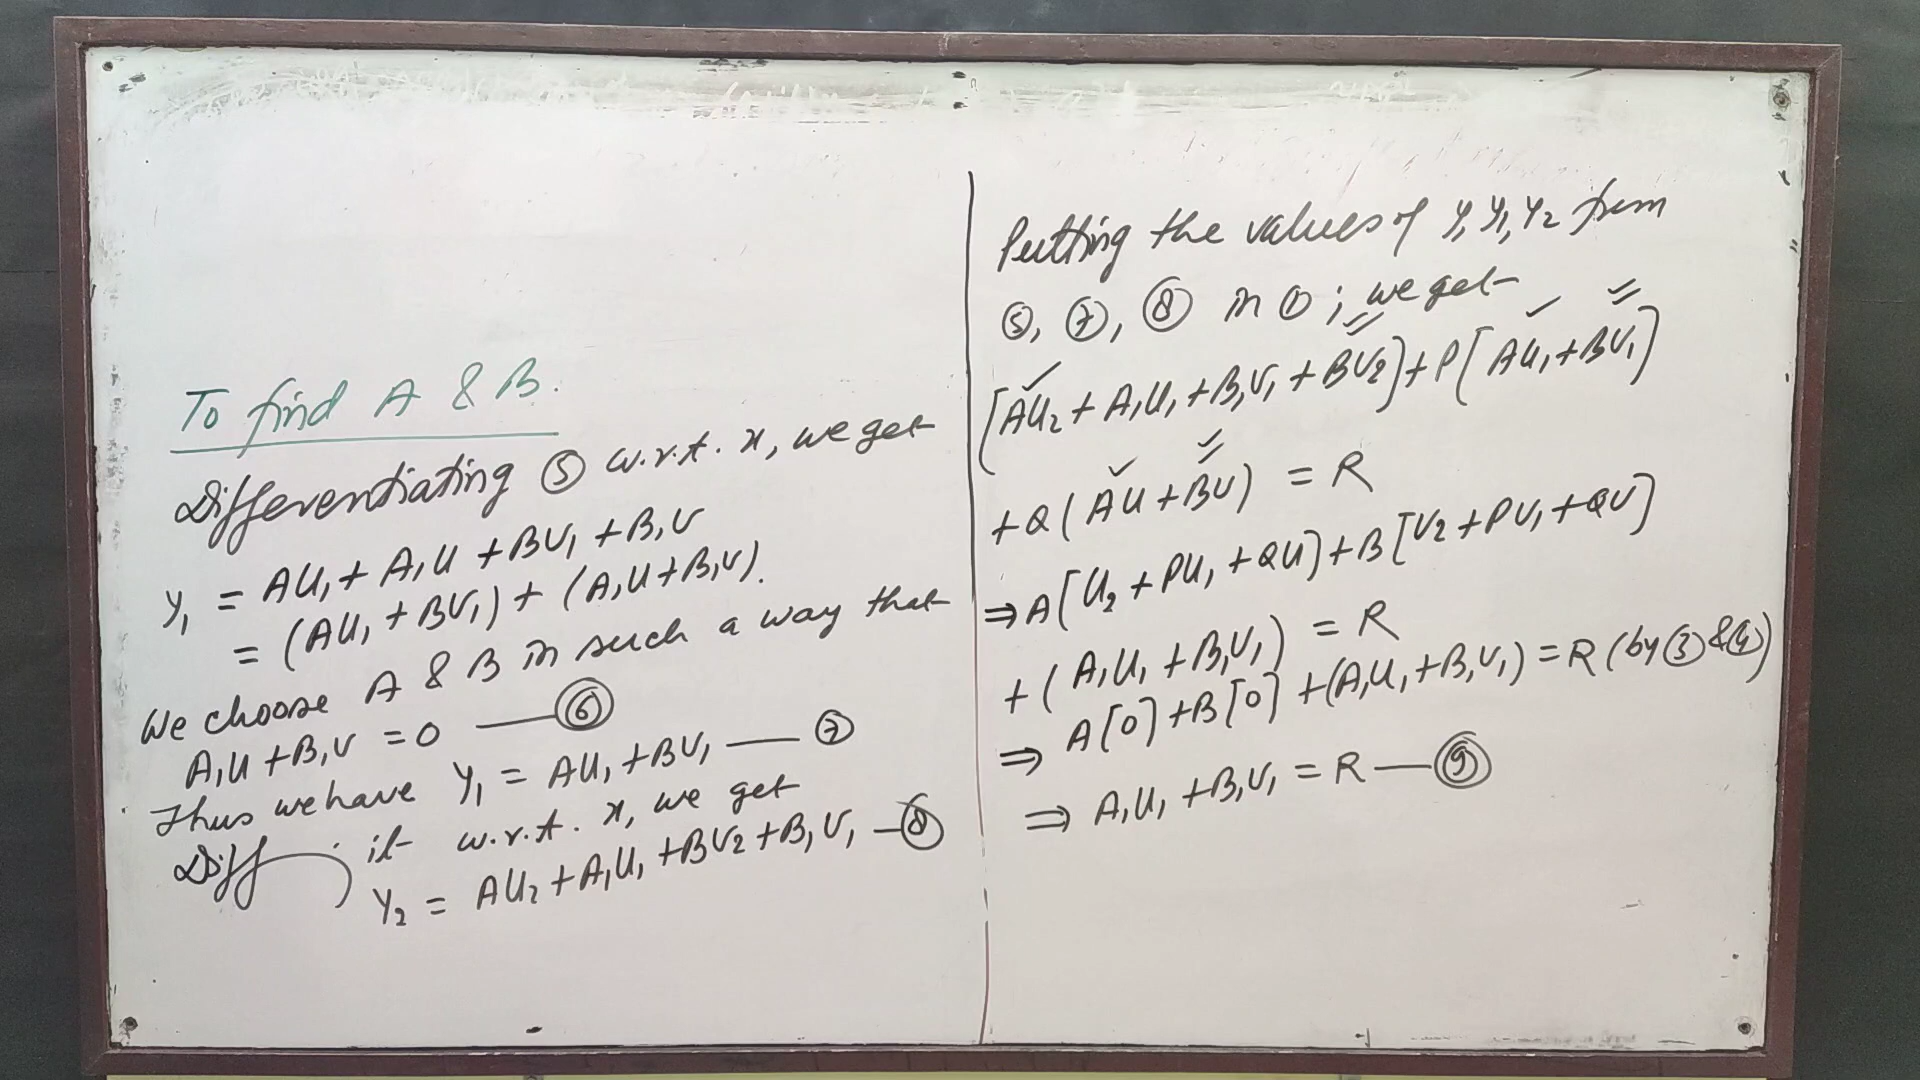 To find A & B.
Differentiating ⑤ w.r.t. x, we get
y₁ = Au₁ + A₁u + Bv₁ + B₁v
= (Au₁ + Bv₁) + (A₁u + B₁v).
We choose A & B in such a way that
A₁u + B₁v = 0 — ⑥
Thus we have y₁ = Au₁ + Bv₁ — ⑦
Diff. it w.r.t. x, we get
y₂ = Au₂ + A₁u₁ + Bv₂ + B₁v₁ — ⑧
Putting the values of y, y₁, y₂ from
⑤, ⑦, ⑧ in ①; we get
[Au₂ + A₁u₁ + B₁v₁ + Bv₂] + P[Au₁ + Bv₁]
+ Q(Au + Bv) = R
⇒ A[u₂ + Pu₁ + Qu] + B[v₂ + Pv₁ + Qv]
+ (A₁u₁ + B₁v₁) = R
⇒ A[0] + B[0] + (A₁u₁ + B₁v₁) = R (by ③ & ④)
⇒ A₁u₁ + B₁v₁ = R — ⑨